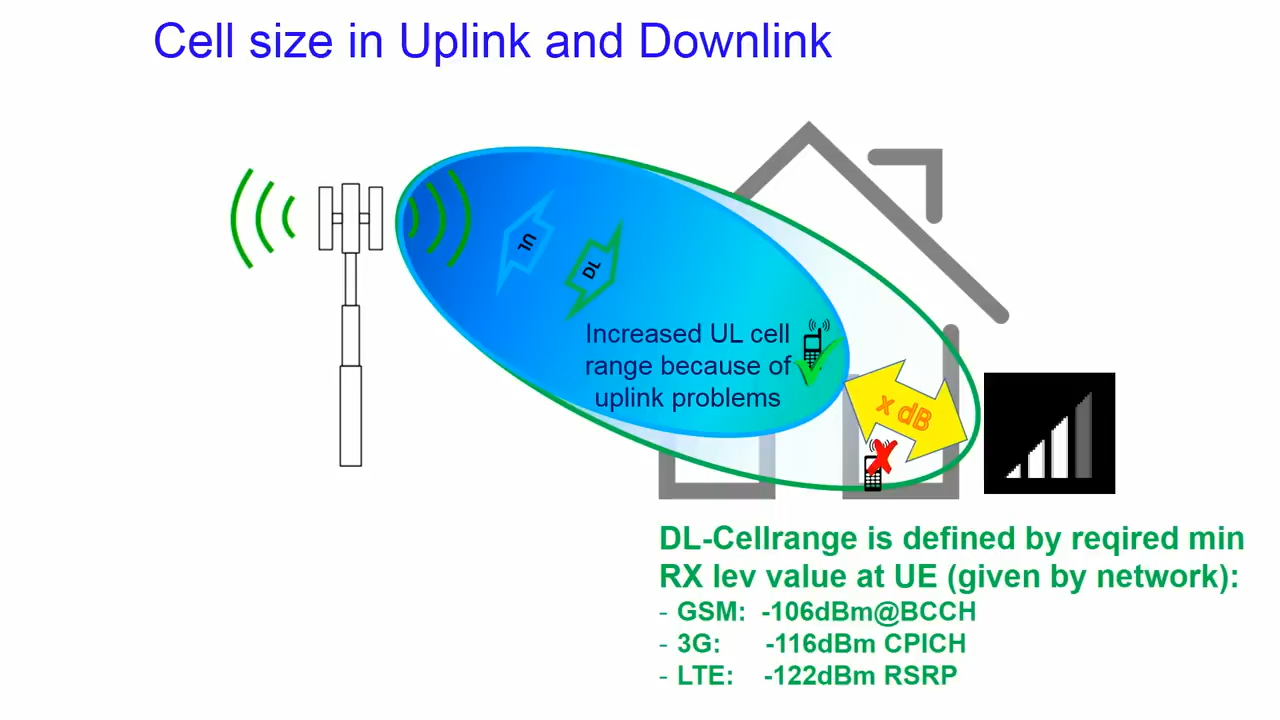 Cell size in Uplink and Downlink
UL
DL
Increased UL cell
range because of
uplink problems
x dB
DL-Cellrange is defined by reqired min
RX lev value at UE (given by network):
- GSM: -106dBm@BCCH
- 3G: -116dBm CPICH
- LTE: -122dBm RSRP